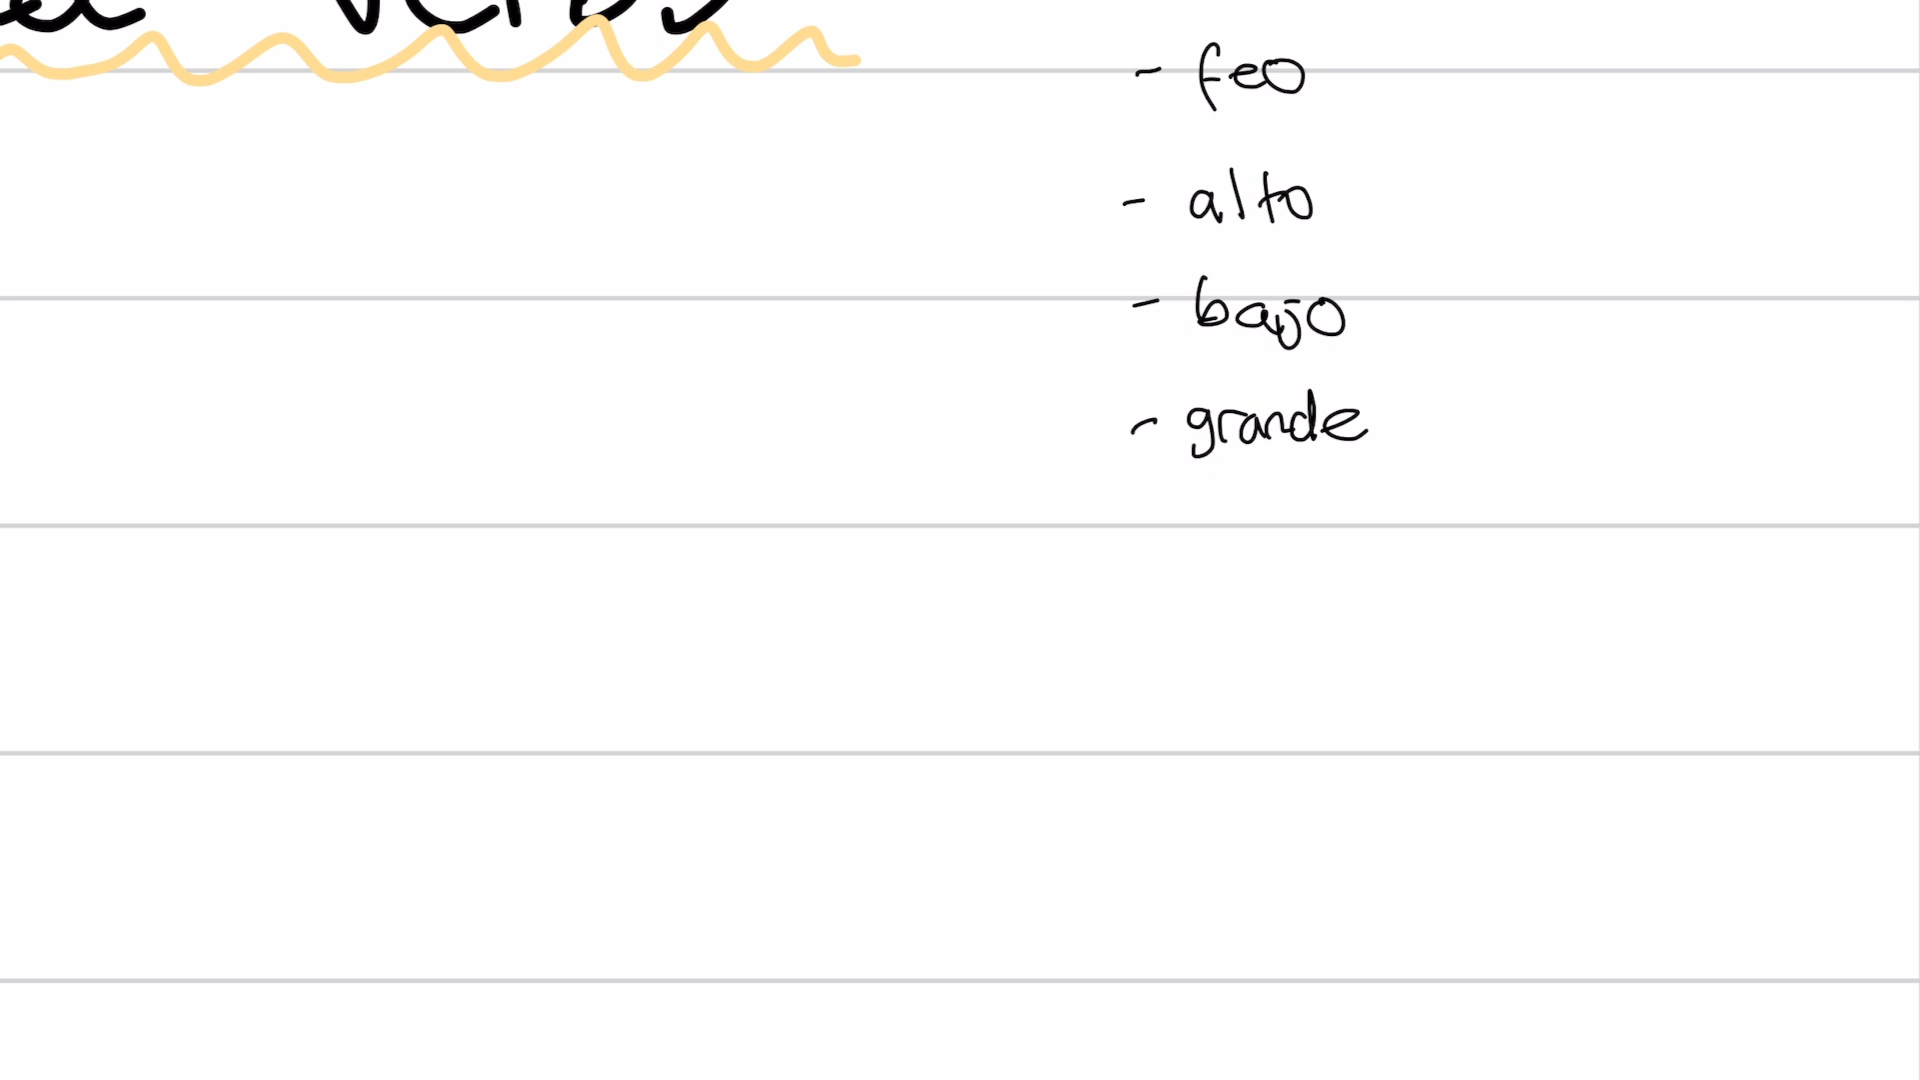 - feo
- alto
- bajo
- grande